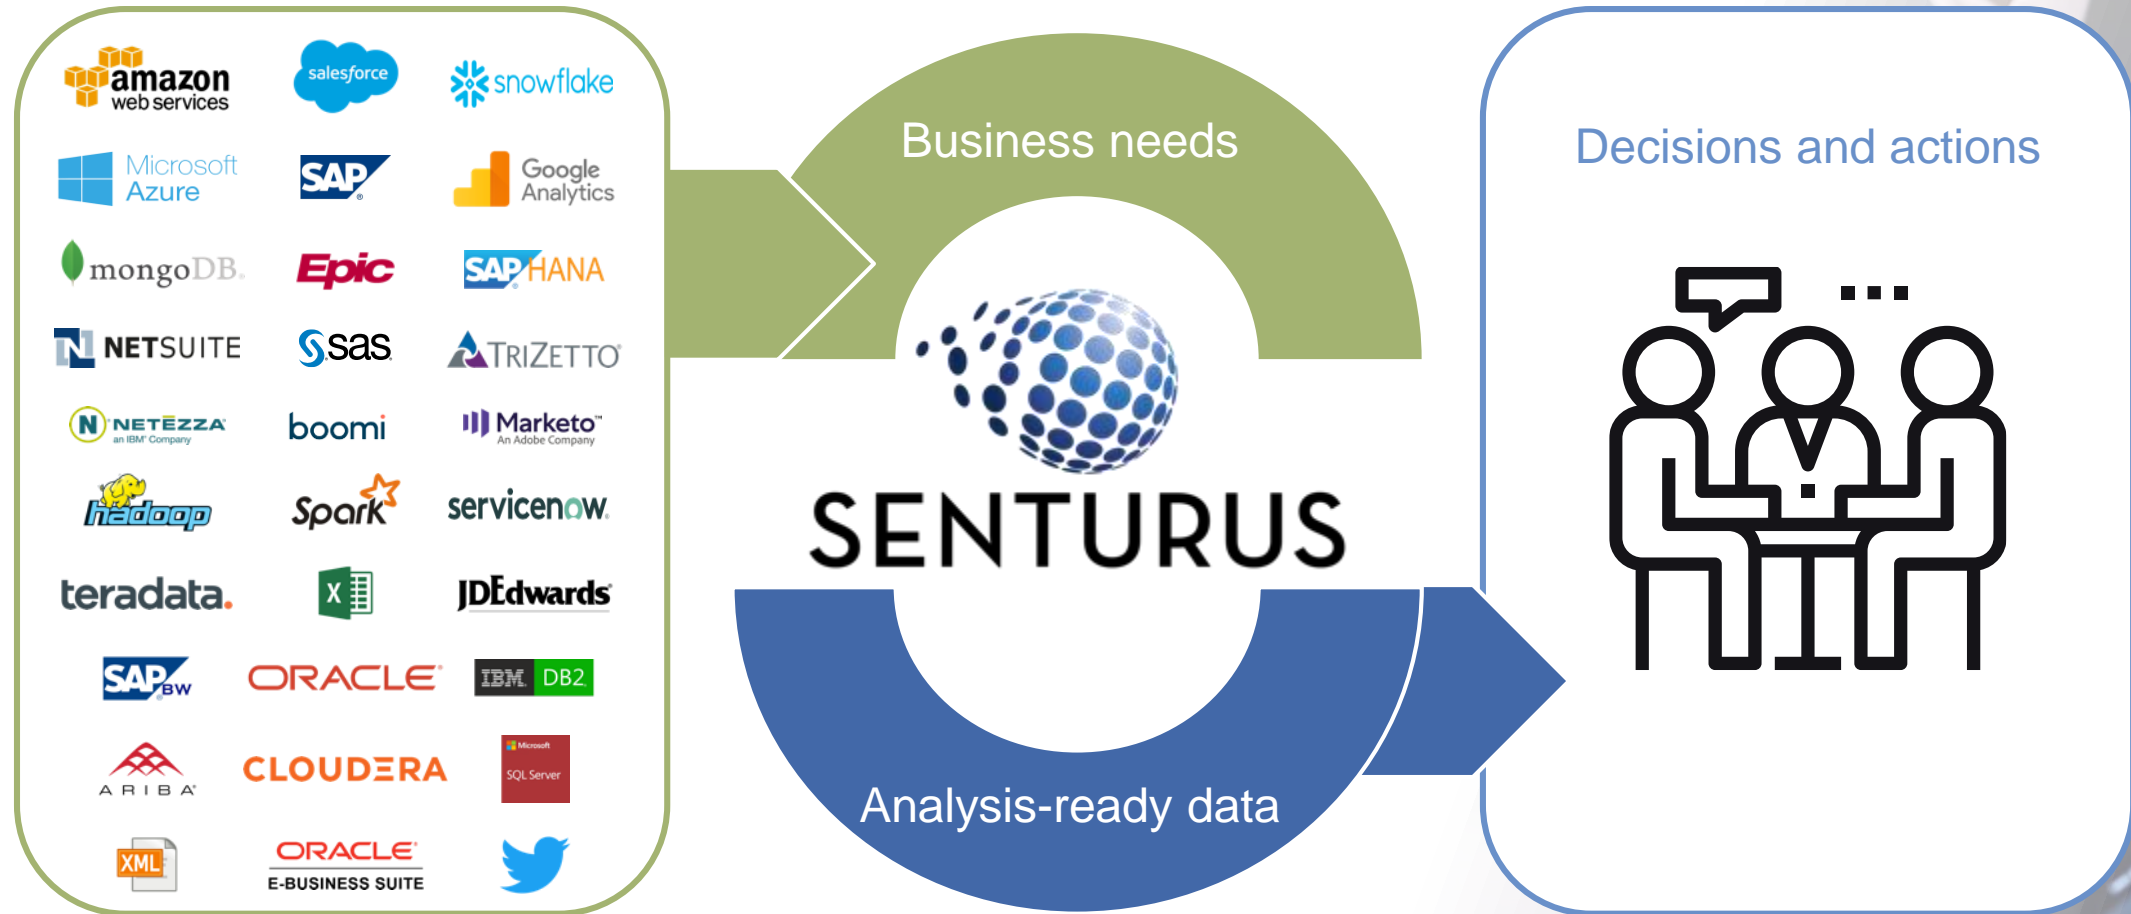 amazon
web services
salesforce
snowflake
Microsoft
Azure
SAP
®
Google
Analytics
mongoDB.
Epic
SAP HANA
®
NETSUITE
S.sas
TRIZETTO®
N NETĒZZA
an IBM® Company
boomi
Marketo™
An Adobe Company
hadoop
Spark
servicenow.
teradata.
X
JDEdwards®
SAP BW
ORACLE®
IBM. DB2.
ARIBA®
CLOUDERA
Microsoft
SQL Server
XML
ORACLE®
E-BUSINESS SUITE
Business needs
SENTURUS
Analysis-ready data
Decisions and actions